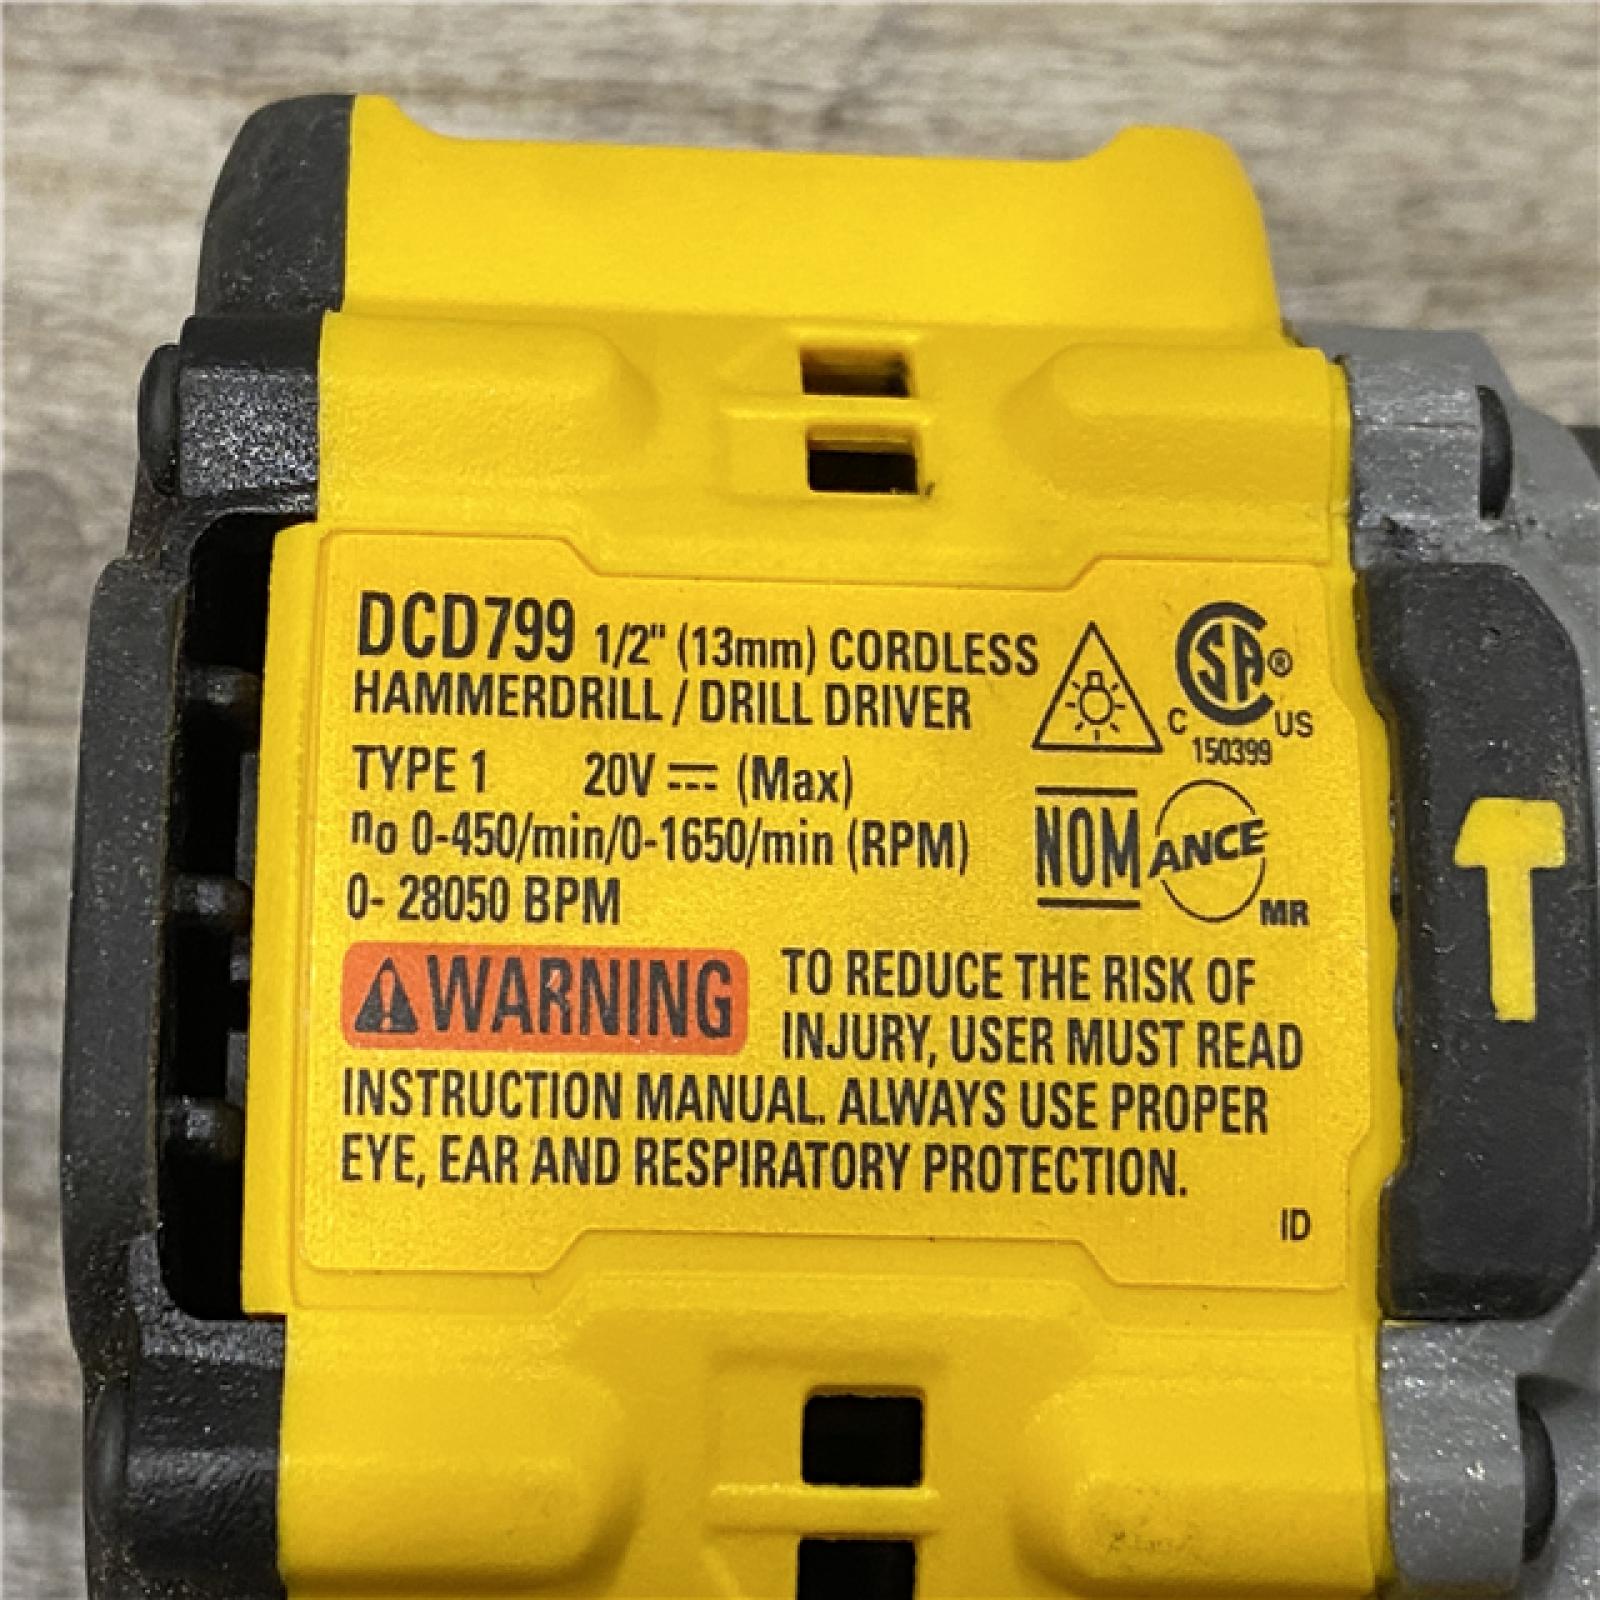 DCD799 1/2" (13mm) CORDLESS
HAMMERDRILL / DRILL DRIVER
TYPE 1 20V ⎓ (Max)
no 0-450/min/0-1650/min (RPM)
0- 28050 BPM
CSA®
C US
150399
NOM ANCE
MR
⚠WARNING TO REDUCE THE RISK OF
INJURY, USER MUST READ
INSTRUCTION MANUAL. ALWAYS USE PROPER
EYE, EAR AND RESPIRATORY PROTECTION.
ID